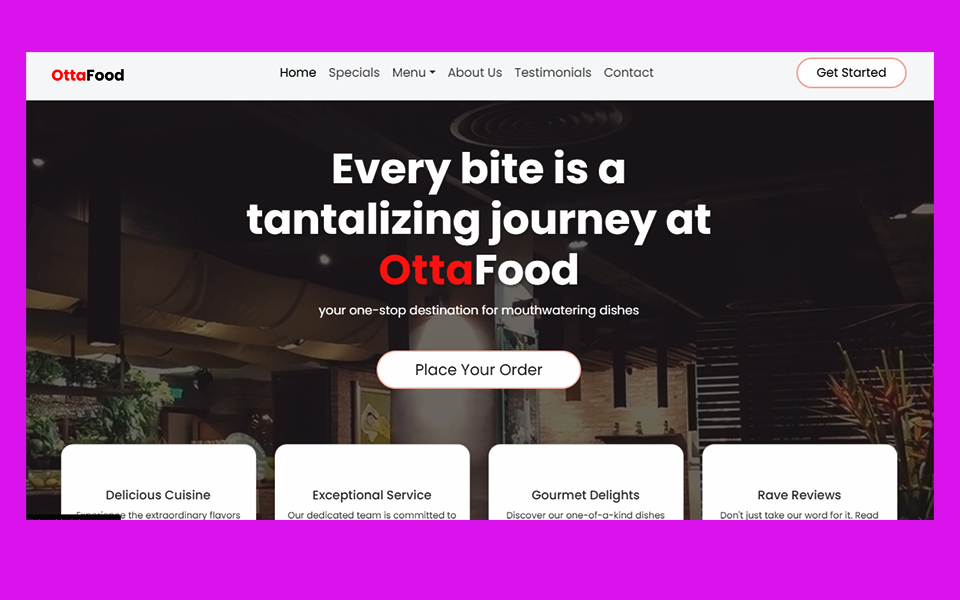 OttaFood
Home Specials Menu About Us Testimonials Contact
Get Started
Every bite is a
tantalizing journey at
OttaFood
your one-stop destination for mouthwatering dishes
Place Your Order
Delicious Cuisine
Experience the extraordinary flavors
Exceptional Service
Our dedicated team is committed to
Gourmet Delights
Discover our one-of-a-kind dishes
Rave Reviews
Don't just take our word for it. Read